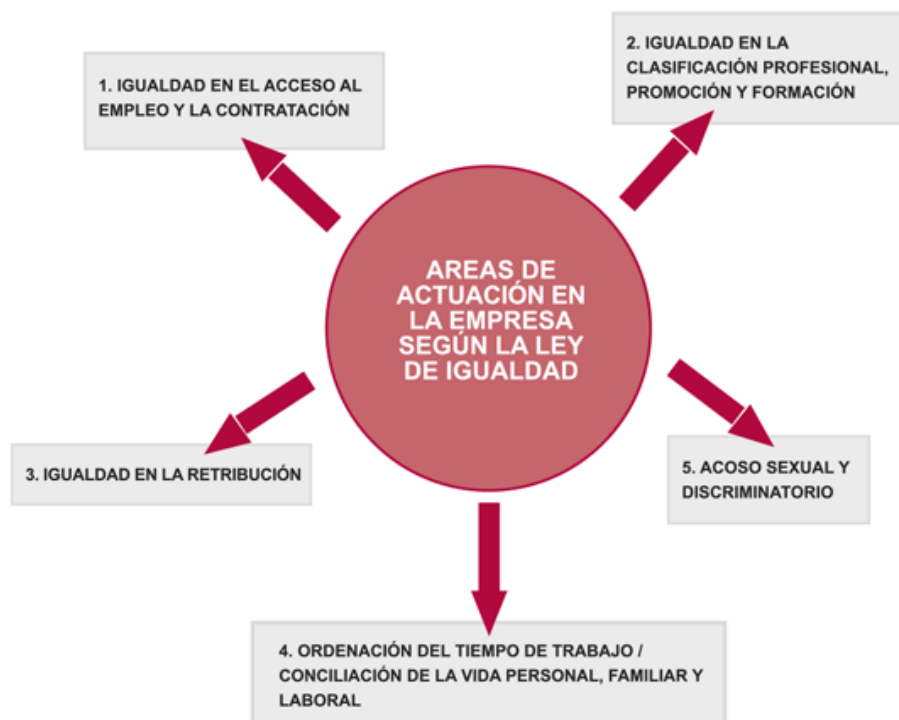 1. IGUALDAD EN EL ACCESO AL
EMPLEO Y LA CONTRATACIÓN
2. IGUALDAD EN LA
CLASIFICACIÓN PROFESIONAL,
PROMOCIÓN Y FORMACIÓN
AREAS DE
ACTUACIÓN EN
LA EMPRESA
SEGÚN LA LEY
DE IGUALDAD
3. IGUALDAD EN LA RETRIBUCIÓN
5. ACOSO SEXUAL Y
DISCRIMINATORIO
4. ORDENACIÓN DEL TIEMPO DE TRABAJO /
CONCILIACIÓN DE LA VIDA PERSONAL, FAMILIAR Y
LABORAL